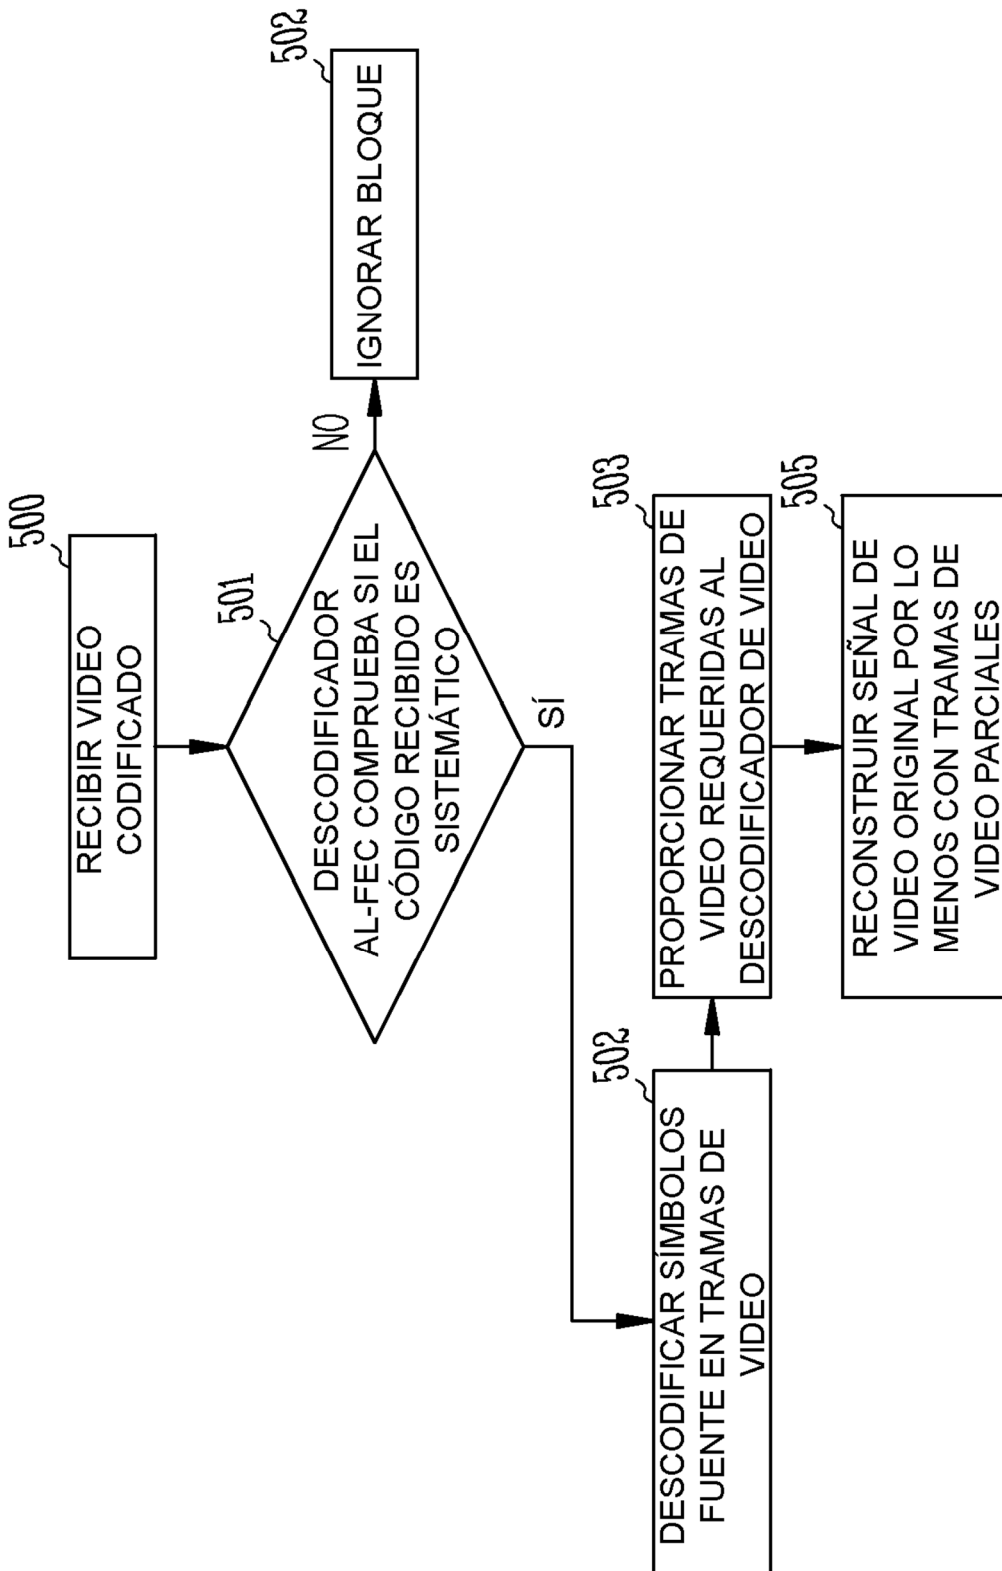 500
RECIBIR VIDEO
CODIFICADO
501
DESCODIFICADOR
AL-FEC COMPRUEBA SI EL
CÓDIGO RECIBIDO ES
SISTEMÁTICO
NO
502
IGNORAR BLOQUE
SÍ
502
DESCODIFICAR SÍMBOLOS
FUENTE EN TRAMAS DE
VIDEO
503
PROPORCIONAR TRAMAS DE
VIDEO REQUERIDAS AL
DESCODIFICADOR DE VIDEO
505
RECONSTRUIR SEÑAL DE
VIDEO ORIGINAL POR LO
MENOS CON TRAMAS DE
VIDEO PARCIALES